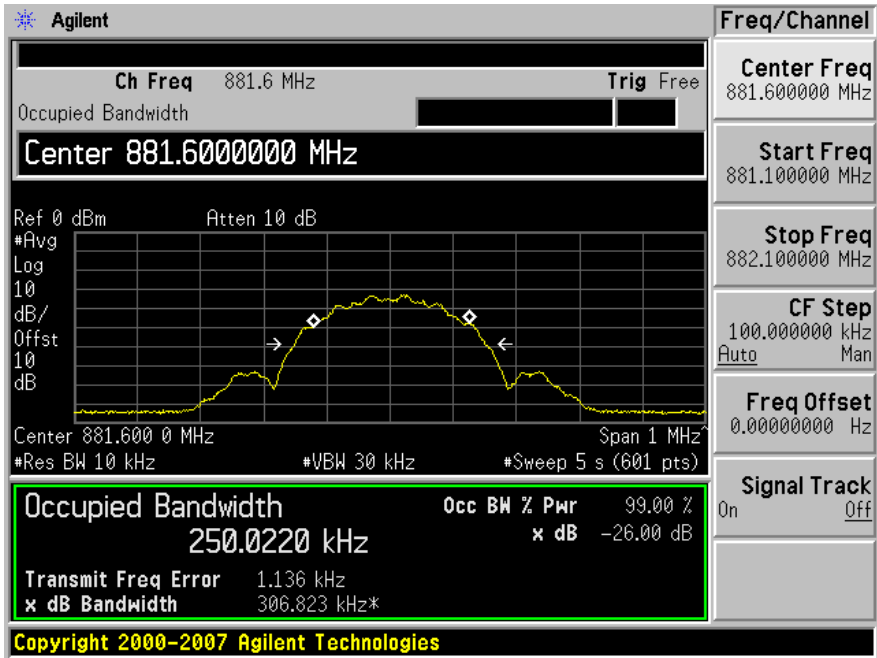 Agilent
Freq/Channel
Ch Freq 881.6 MHz Trig Free
Occupied Bandwidth
Center 881.6000000 MHz
Ref 0 dBm Atten 10 dB
#Avg
Log
10
dB/
Offst
10
dB
Center 881.600 0 MHz Span 1 MHz^
#Res BW 10 kHz #VBW 30 kHz #Sweep 5 s (601 pts)
Occupied Bandwidth Occ BW % Pwr 99.00 %
250.0220 kHz x dB -26.00 dB
Transmit Freq Error 1.136 kHz
x dB Bandwidth 306.823 kHz*
Copyright 2000-2007 Agilent Technologies
Center Freq
881.600000 MHz
Start Freq
881.100000 MHz
Stop Freq
882.100000 MHz
CF Step
100.000000 kHz
Auto Man
Freq Offset
0.00000000 Hz
Signal Track
On Off